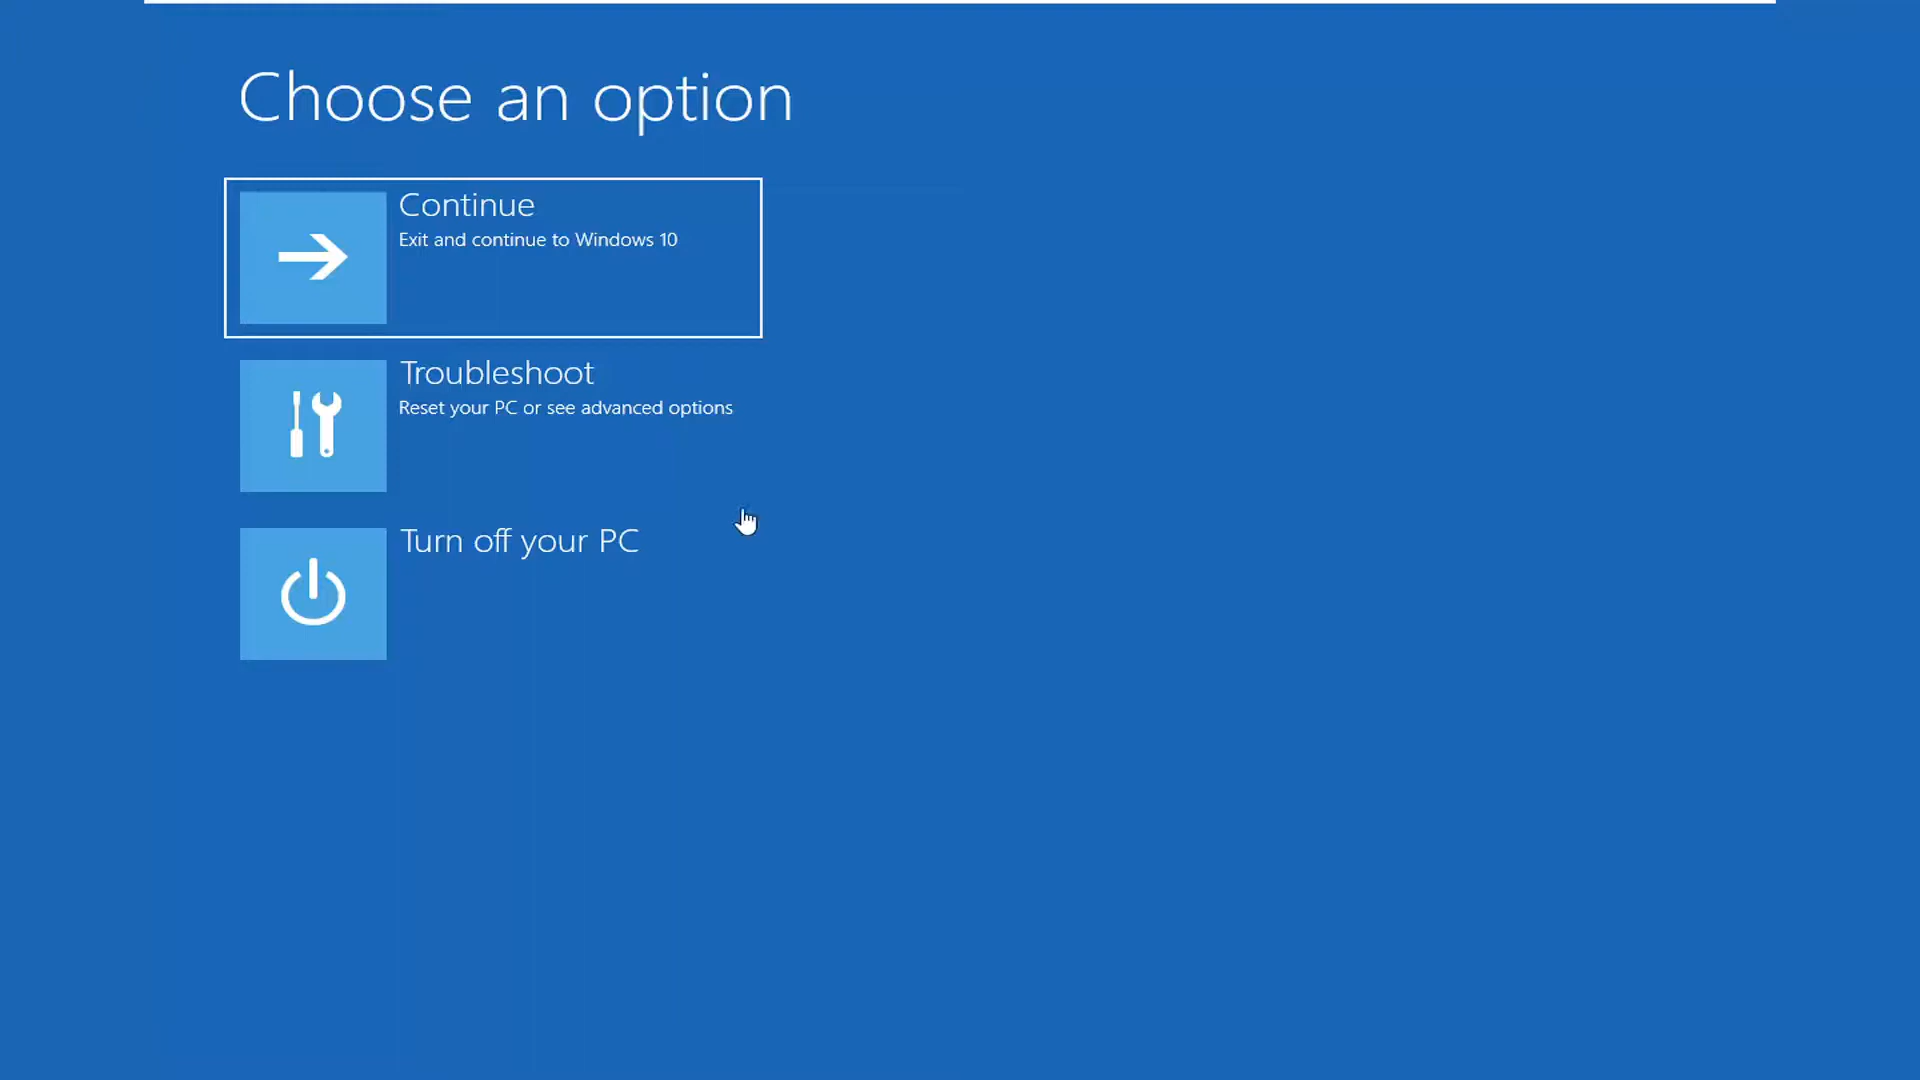 Choose an option
Continue
Exit and continue to Windows 10
Troubleshoot
Reset your PC or see advanced options
Turn off your PC